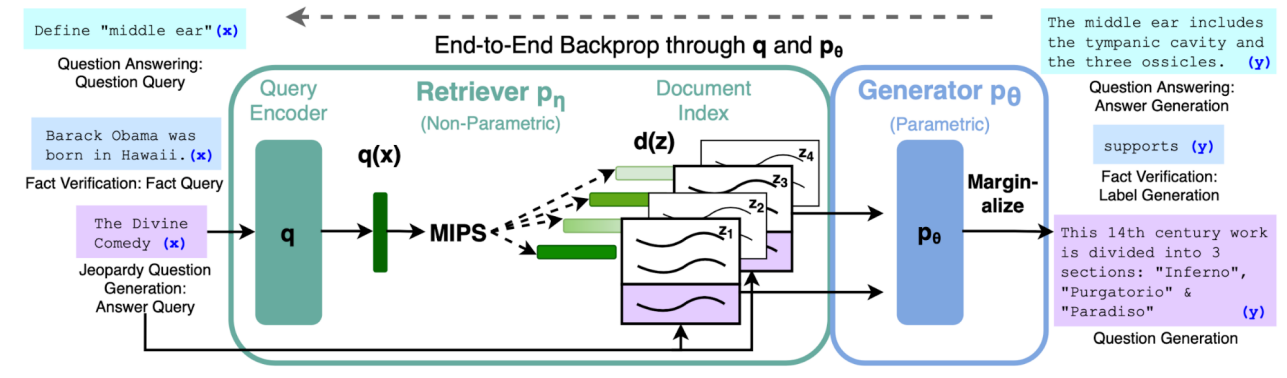 End-to-End Backprop through q and pθ
Define "middle ear"(x)
Question Answering:
Question Query
Barack Obama was
born in Hawaii.(x)
Fact Verification: Fact Query
The Divine
Comedy (x)
Jeopardy Question
Generation:
Answer Query
Query
Encoder
q
q(x)
Retriever pη
(Non-Parametric)
MIPS
Document
Index
d(z)
z4
z3
z2
z1
Generator pθ
(Parametric)
pθ
Margin-
alize
The middle ear includes
the tympanic cavity and
the three ossicles. (y)
Question Answering:
Answer Generation
supports (y)
Fact Verification:
Label Generation
This 14th century work
is divided into 3
sections: "Inferno",
"Purgatorio" &
"Paradiso" (y)
Question Generation